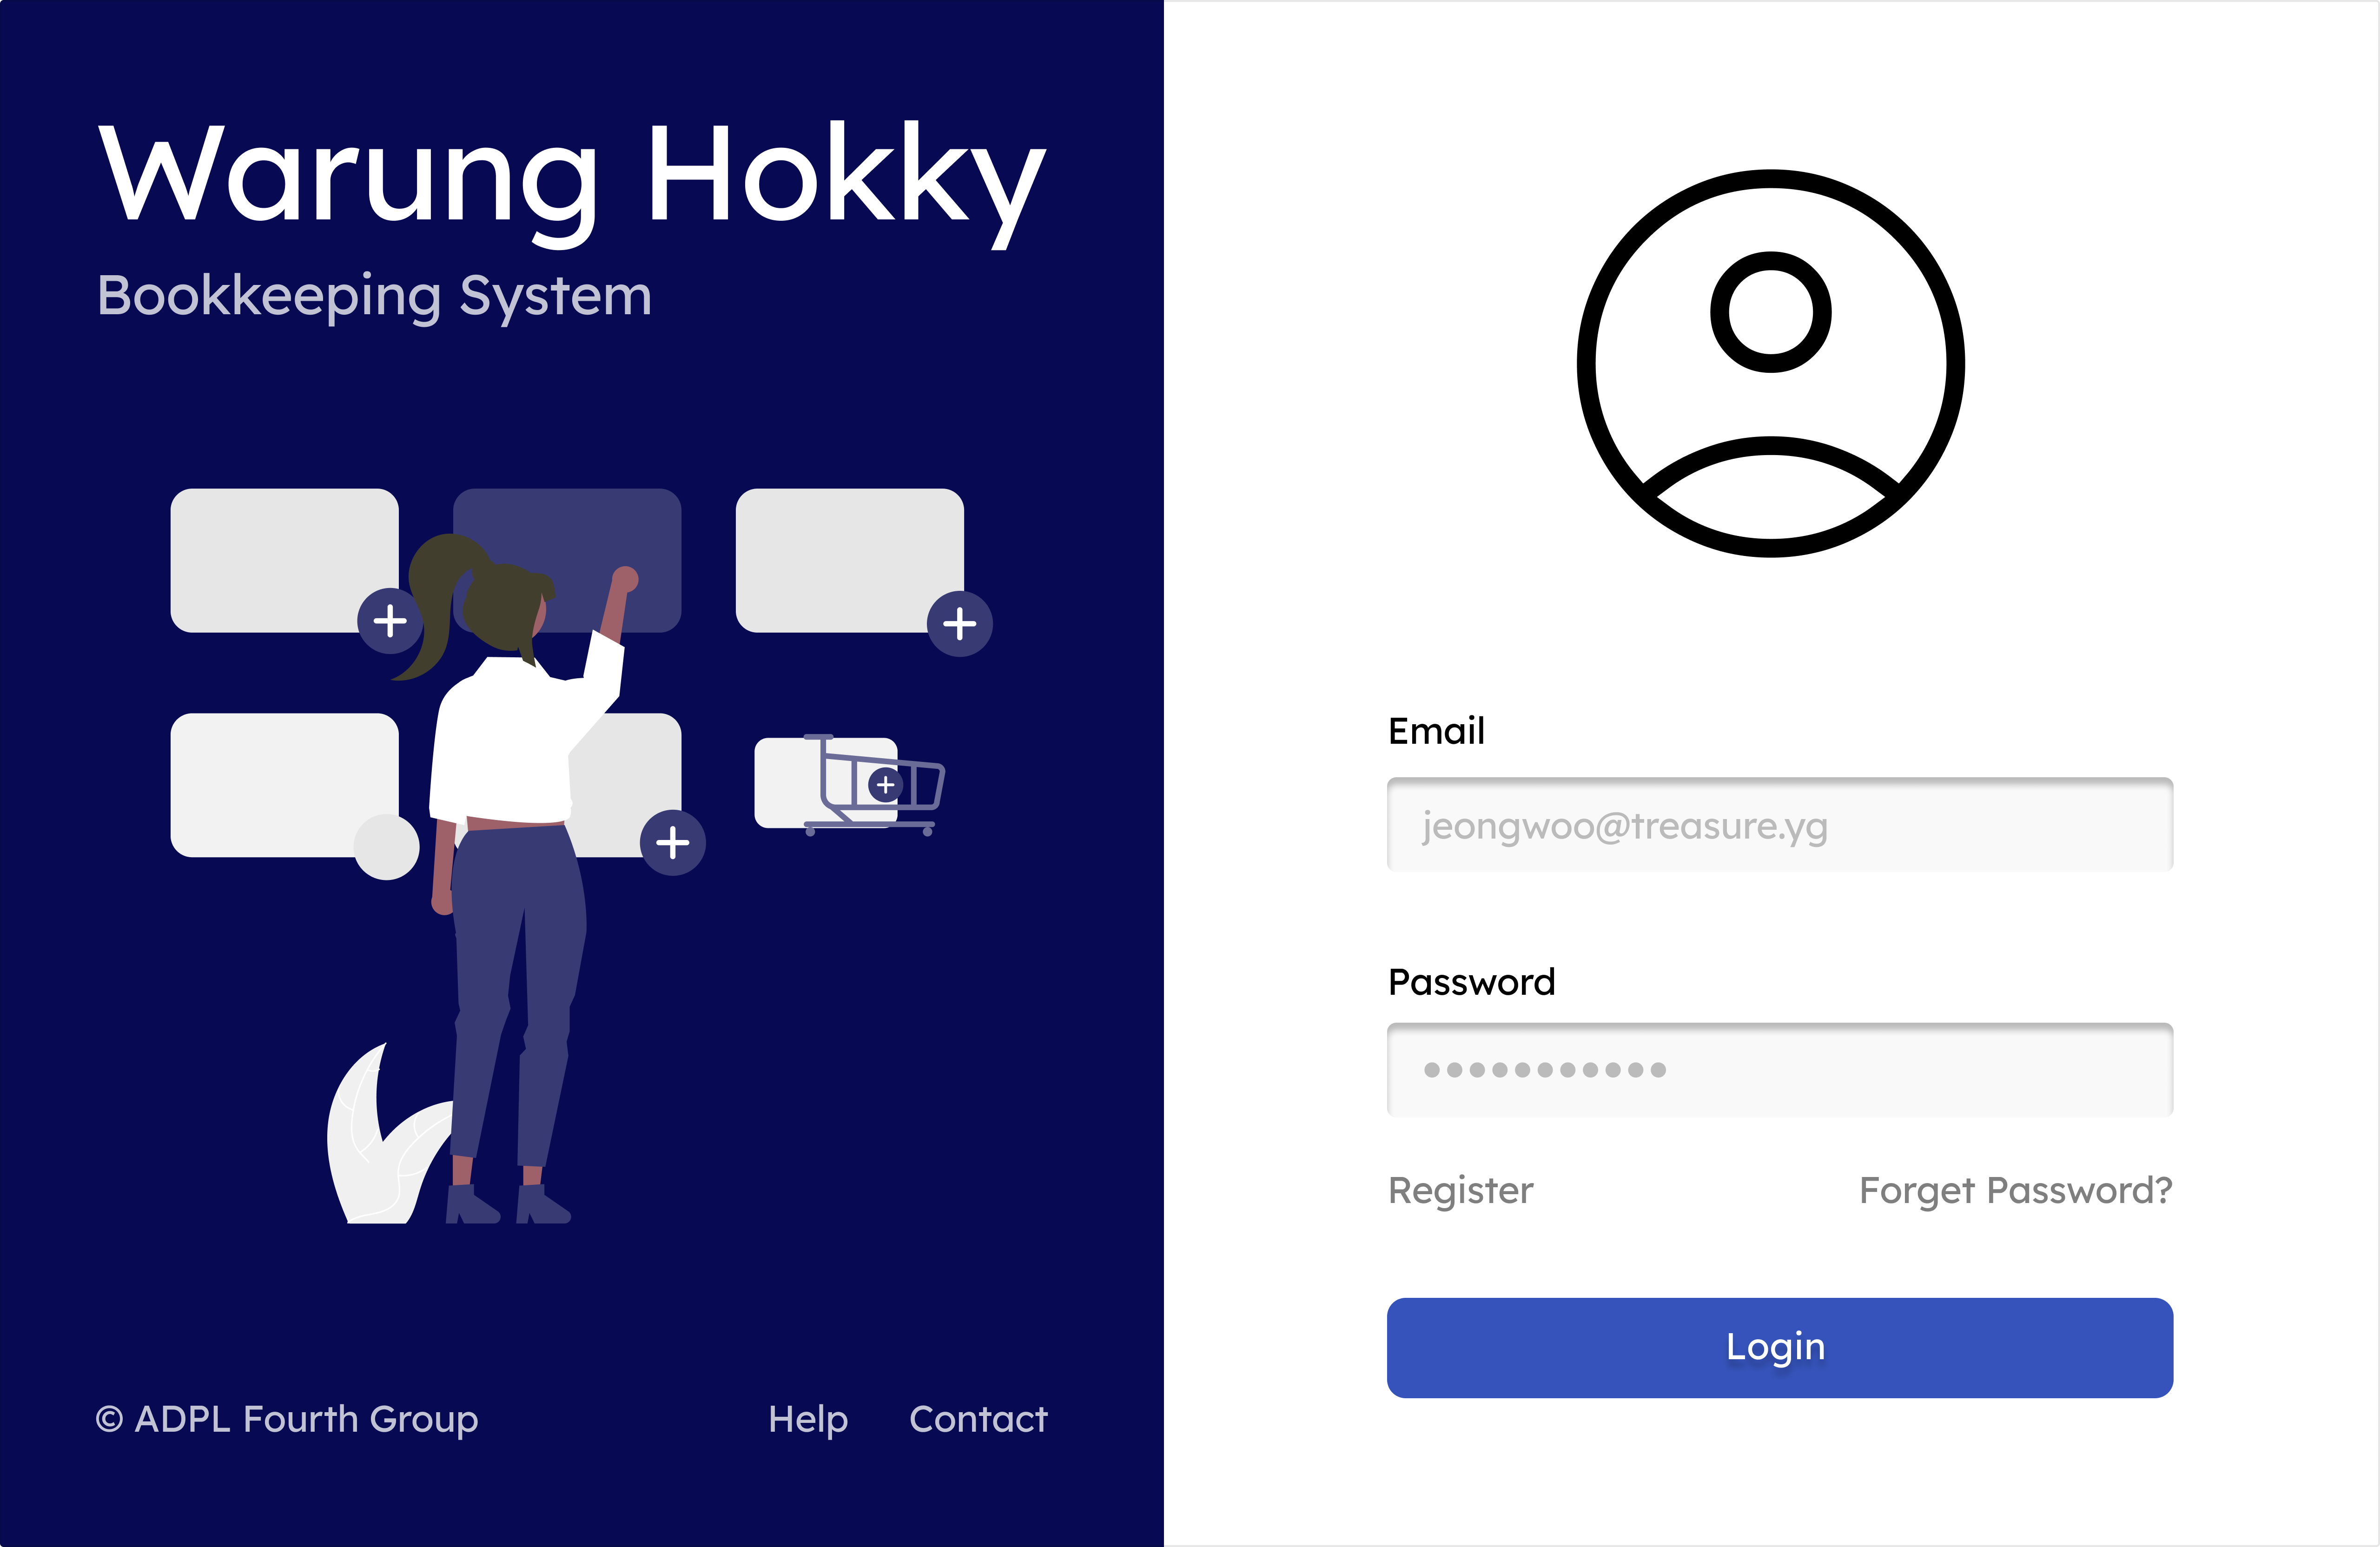 Warung Hokky
Bookkeeping System
© ADPL Fourth Group
Help
Contact
Email
jeongwoo@treasure.yg
Password
Register
Forget Password?
Login